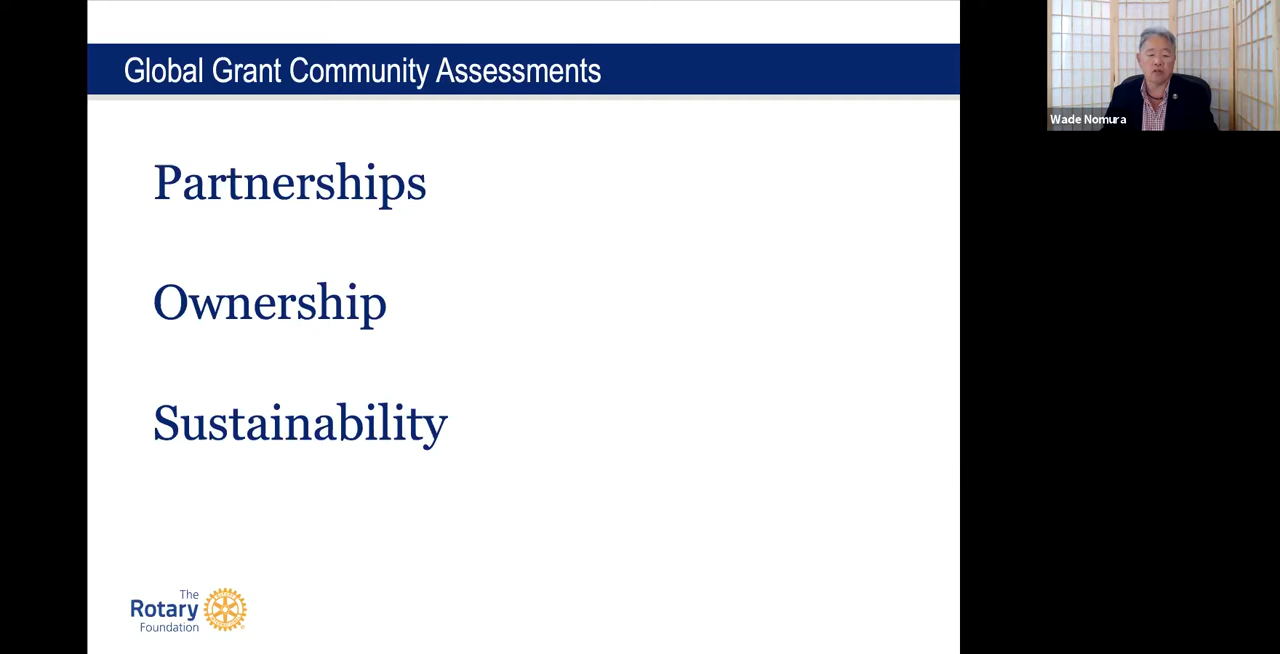 Global Grant Community Assessments
Wade Nomura
Partnerships
Ownership
Sustainability
The
Rotary
Foundation